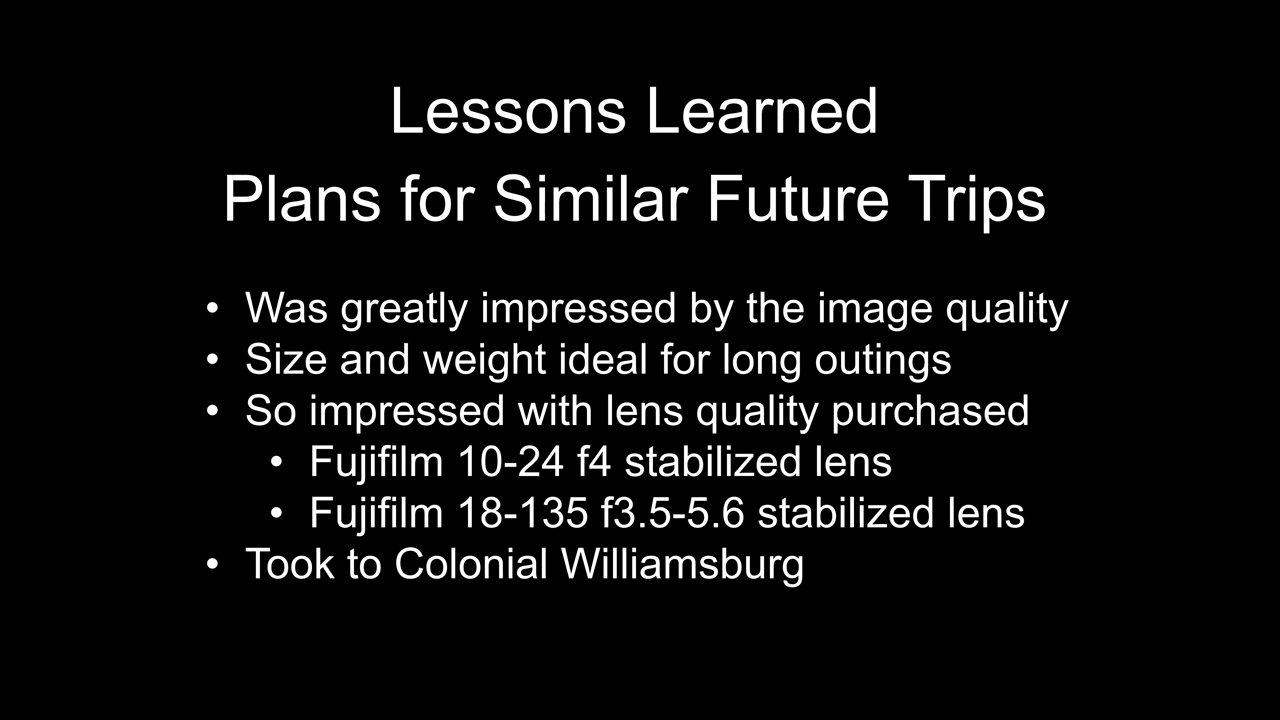 Lessons Learned
Plans for Similar Future Trips
• Was greatly impressed by the image quality
• Size and weight ideal for long outings
• So impressed with lens quality purchased
• Fujifilm 10-24 f4 stabilized lens
• Fujifilm 18-135 f3.5-5.6 stabilized lens
• Took to Colonial Williamsburg